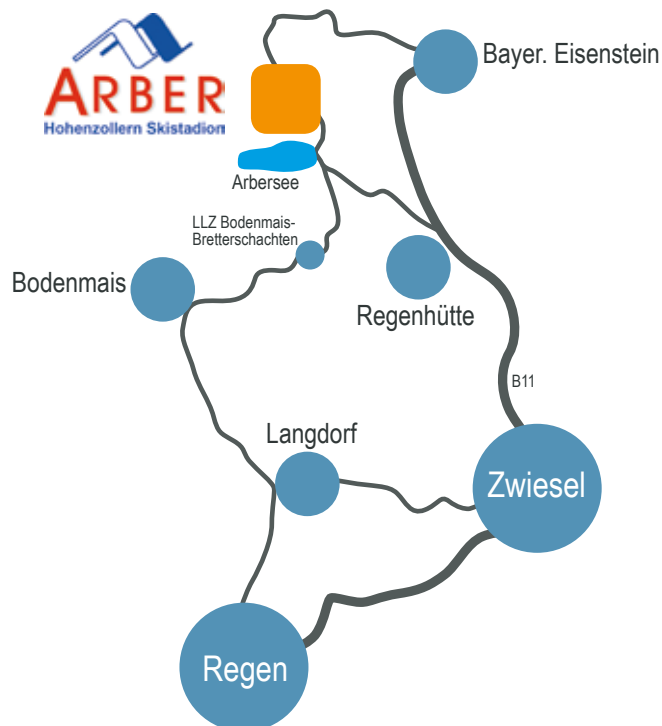 ARBER
Hohenzollern Skistadion
Bayer. Eisenstein
Arbersee
LLZ Bodenmais-
Bretterschachten
Bodenmais
Regenhütte
B11
Langdorf
Zwiesel
Regen